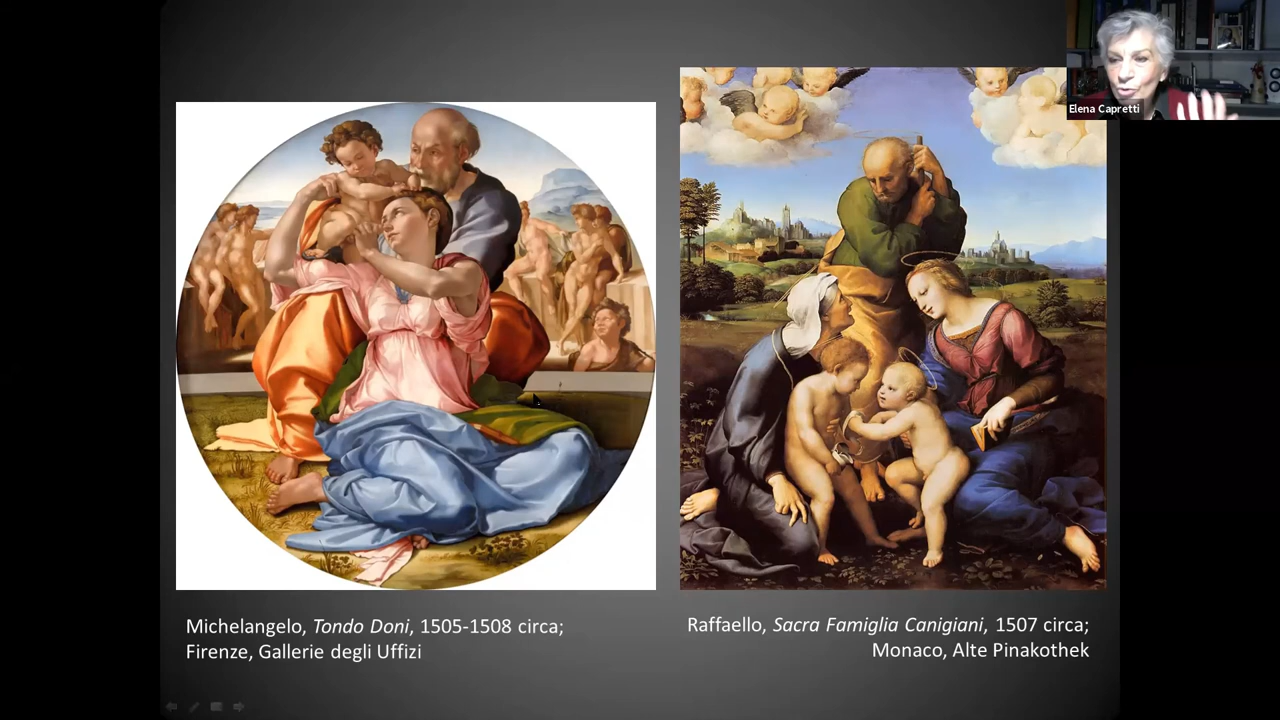 Elena Capretti
Michelangelo, Tondo Doni, 1505-1508 circa;
Firenze, Gallerie degli Uffizi
Raffaello, Sacra Famiglia Canigiani, 1507 circa;
Monaco, Alte Pinakothek